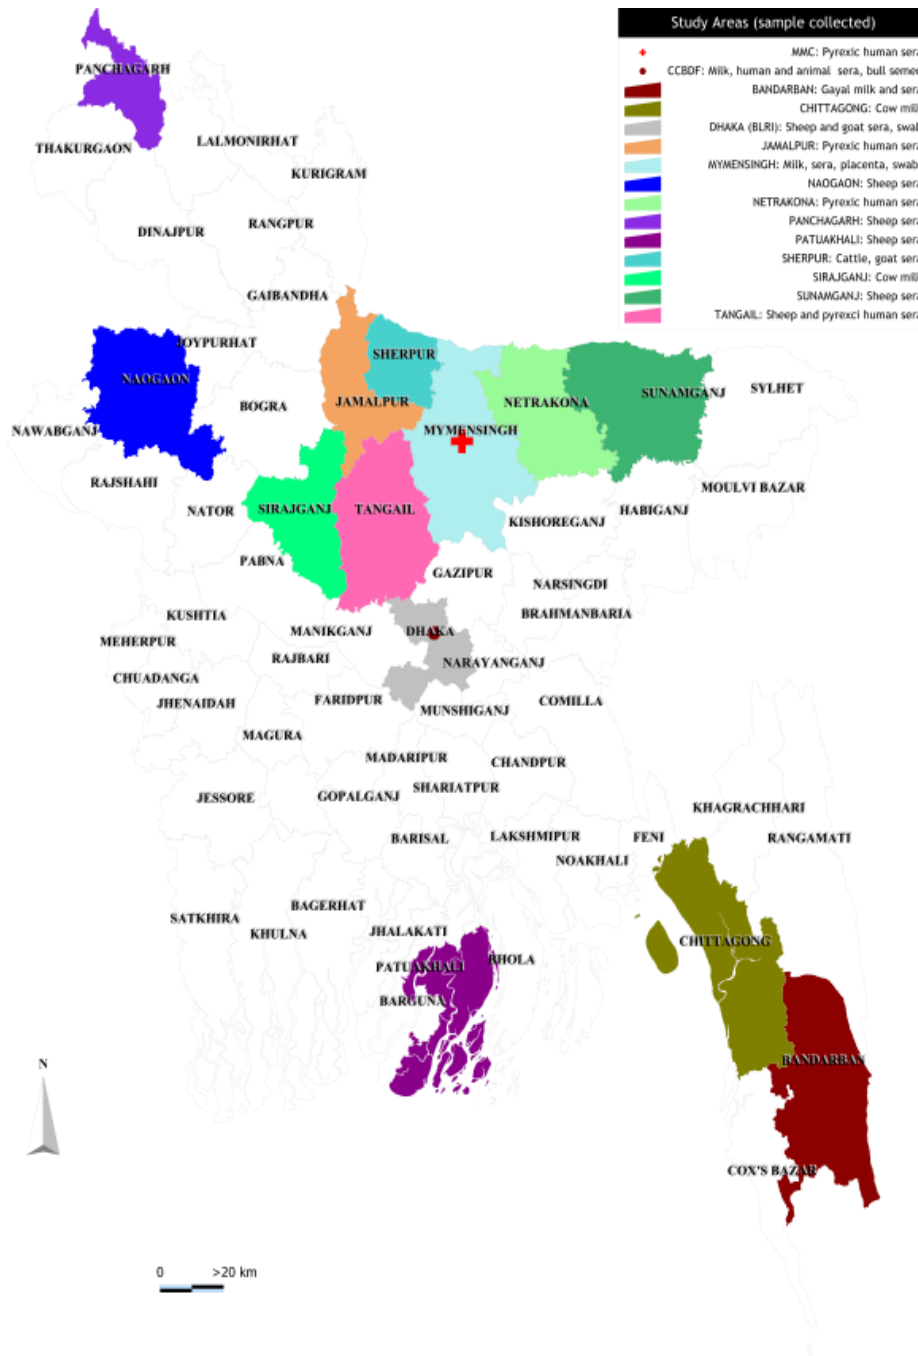 Study Areas (sample collected)
MMC: Pyrexic human sera
CCBDF: Milk, human and animal sera, bull semen
BANDARBAN: Gayal milk and sera
CHITTAGONG: Cow milk
DHAKA (BLRI): Sheep and goat sera, swab
JAMALPUR: Pyrexic human sera
MYMENSINGH: Milk, sera, placenta, swab
NAOGAON: Sheep sera
NETRAKONA: Pyrexic human sera
PANCHAGARH: Sheep sera
PATUAKHALI: Sheep sera
SHERPUR: Cattle, goat sera
SIRAJGANJ: Cow milk
SUNAMGANJ: Sheep sera
TANGAIL: Sheep and pyrexci human sera
PANCHAGARH
THAKURGAON
LALMONIRHAT
KURIGRAM
DINAJPUR
RANGPUR
GAIBANDHA
JOYPURHAT
SHERPUR
NAOGAON
BOGRA
JAMALPUR
NETRAKONA
SUNAMGANJ
SYLHET
NAWABGANJ
MYMENSINGH
RAJSHAHI
NATOR
SIRAJGANJ
TANGAIL
KISHOREGANJ
HABIGANJ
MOULVI BAZAR
PABNA
GAZIPUR
NARSINGDI
KUSHTIA
BRAHMANBARIA
MEHERPUR
MANIKGANJ
DHAKA
RAJBARI
NARAYANGANJ
CHUADANGA
JHENAIDAH
FARIDPUR
MUNSHIGANJ
COMILLA
MAGURA
MADARIPUR
CHANDPUR
JESSORE
GOPALGANJ
SHARIATPUR
KHAGRACHHARI
BARISAL
LAKSHMIPUR
FENI
RANGAMATI
NOAKHALI
BAGERHAT
SATKHIRA
KHULNA
JHALAKATI
CHITTAGONG
PATUAKHALI
BHOLA
BARGUNA
BANDARBAN
COX'S BAZAR
N
0 >20 km